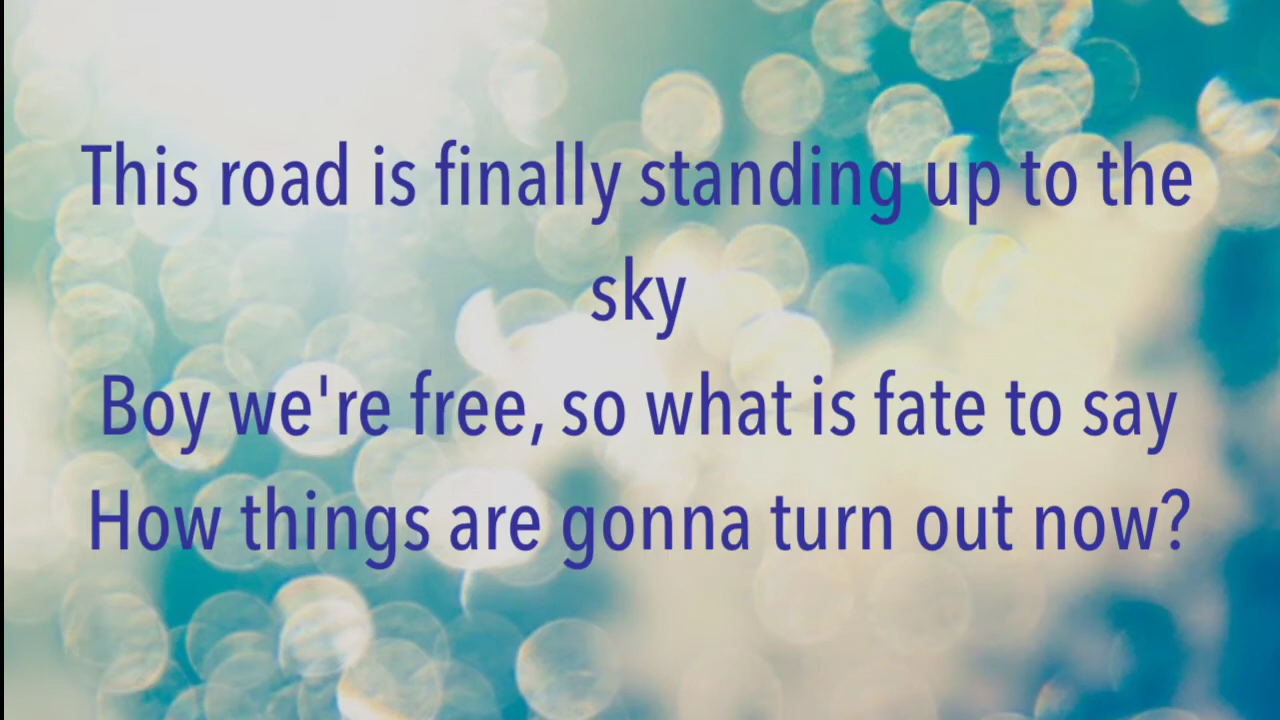 This road is finally standing up to the
sky
Boy we're free, so what is fate to say
How things are gonna turn out now?